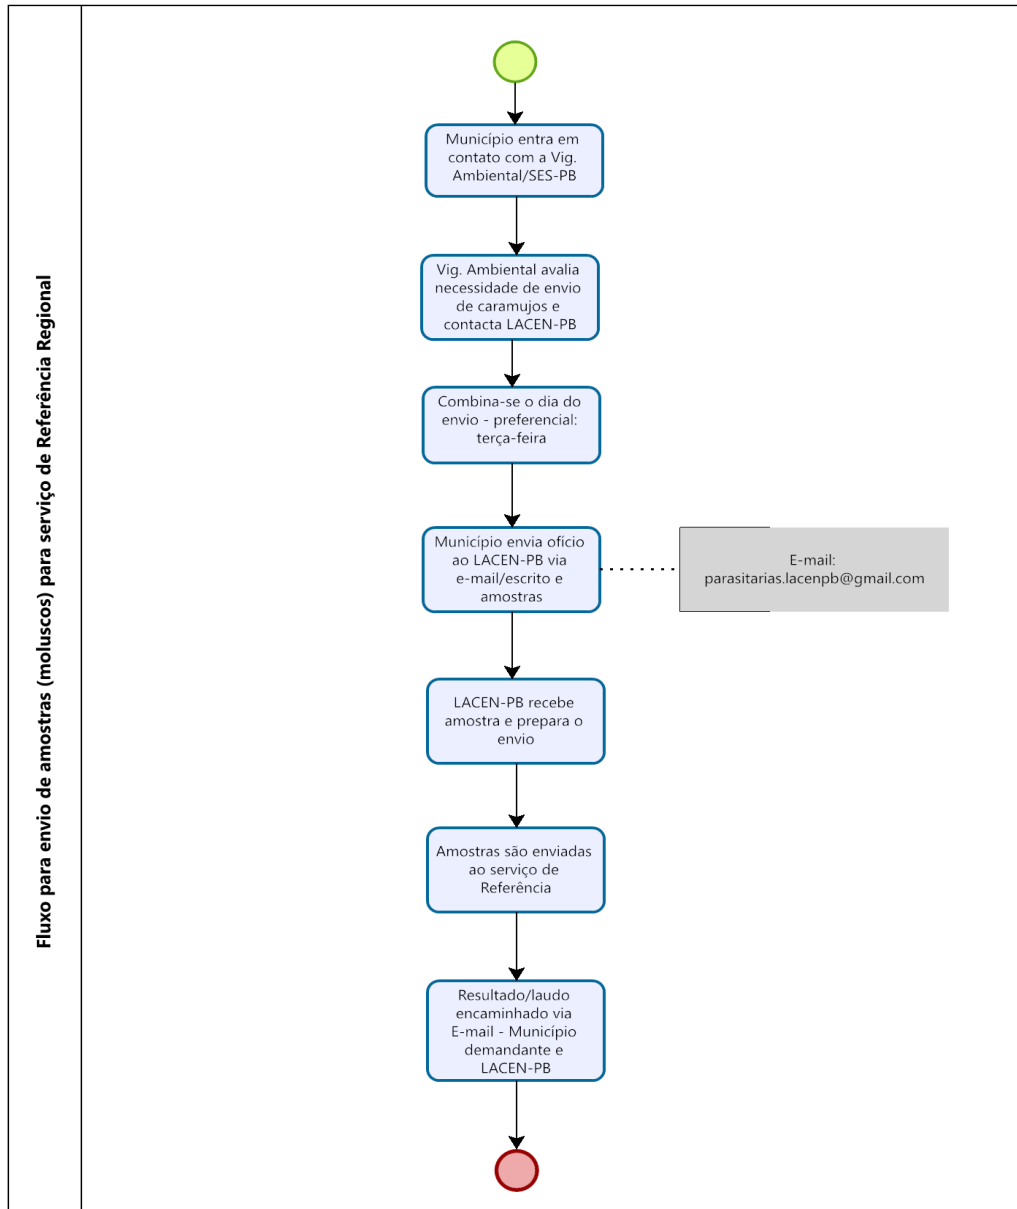 Fluxo para envio de amostras (moluscos) para serviço de Referência Regional
Município entra em
contato com a Vig.
Ambiental/SES-PB
Vig. Ambiental avalia
necessidade de envio
de caramujos e
contacta LACEN-PB
Combina-se o dia do
envio - preferencial:
terça-feira
Município envia ofício
ao LACEN-PB via
e-mail/escrito e
amostras
E-mail:
parasitarias.lacenpb@gmail.com
LACEN-PB recebe
amostra e prepara o
envio
Amostras são enviadas
ao serviço de
Referência
Resultado/laudo
encaminhado via
E-mail - Município
demandante e
LACEN-PB